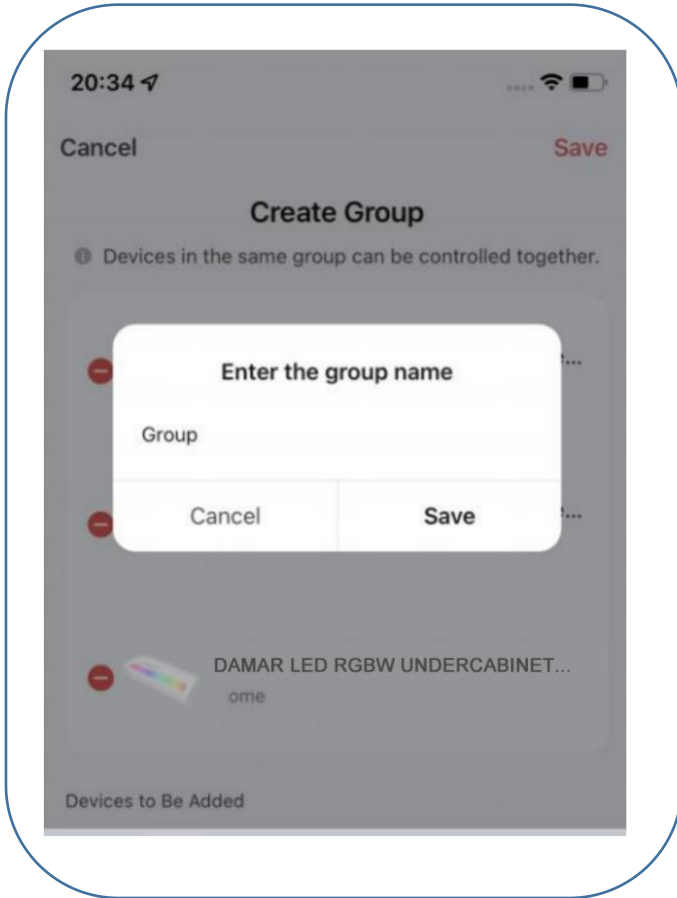 20:34
Cancel Save
Create Group
Devices in the same group can be controlled together.
Enter the group name
Group
Cancel Save
DAMAR LED RGBW UNDERCABINET...
ome
Devices to Be Added